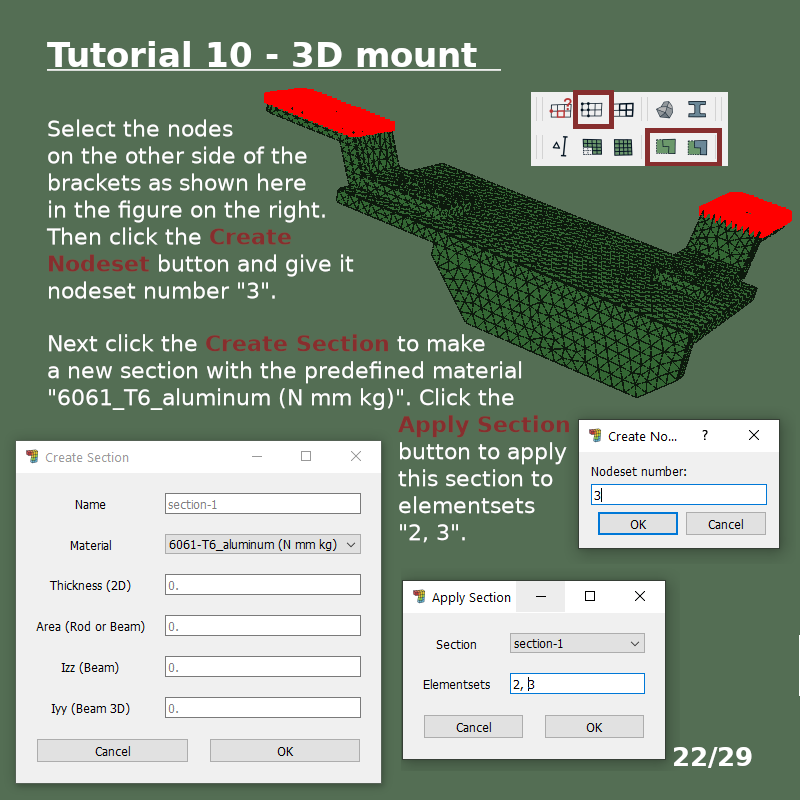 Tutorial 10 - 3D mount
Select the nodes
on the other side of the
brackets as shown here
in the figure on the right.
Then click the Create
Nodeset button and give it
nodeset number "3".
Next click the Create Section to make
a new section with the predefined material
"6061_T6_aluminum (N mm kg)". Click the
Apply Section
button to apply
this section to
elementsets
"2, 3".
Create Section
Name
section-1
Material
6061-T6_aluminum (N mm kg)
Thickness (2D)
0.
Area (Rod or Beam)
0.
Izz (Beam)
0.
Iyy (Beam 3D)
0.
Cancel
OK
Create No...
?
Nodeset number:
3
OK
Cancel
Apply Section
Section
section-1
Elementsets
2, 3
Cancel
OK
22/29